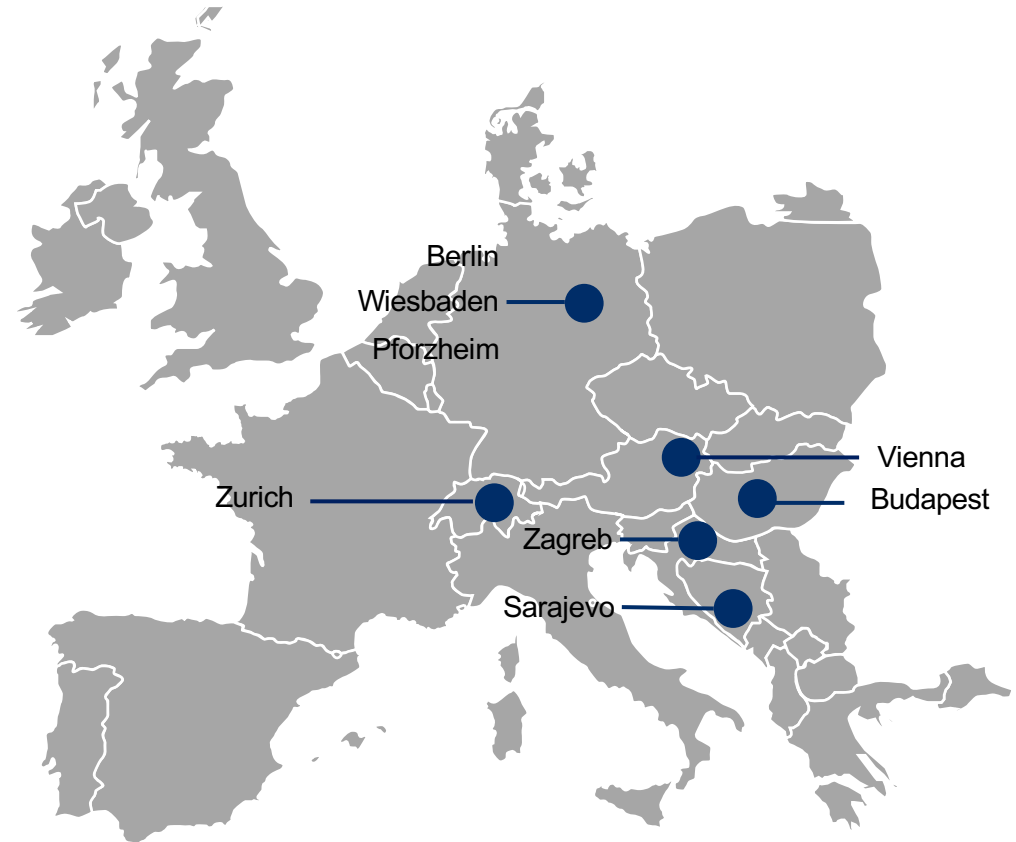 Berlin
Wiesbaden
Pforzheim
Vienna
Zurich
Budapest
Zagreb
Sarajevo